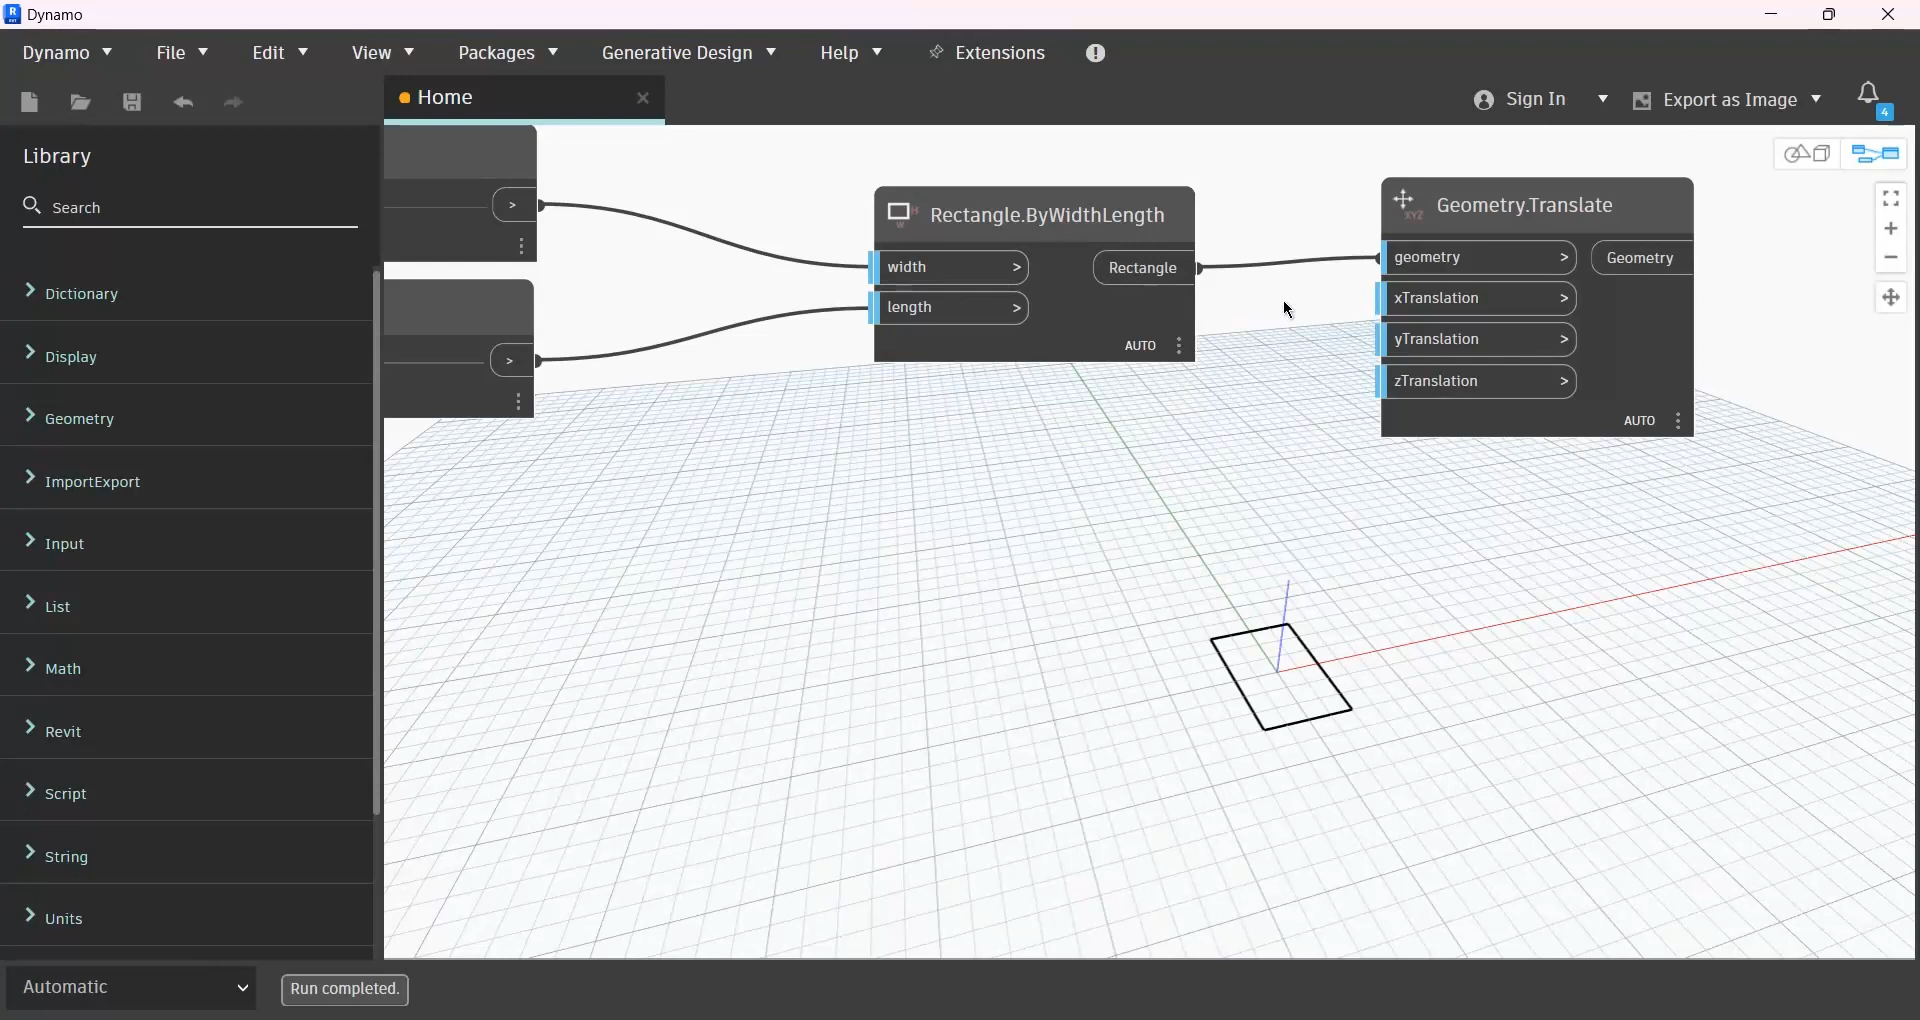 Dynamo
Dynamo File Edit View Packages Generative Design Help Extensions
Home
Sign In Export as Image
4
Library
Search
Dictionary
Display
Geometry
ImportExport
Input
List
Math
Revit
Script
String
Units
>
>
Rectangle.ByWidthLength
width >
length >
Rectangle
AUTO
Geometry.Translate
geometry >
xTranslation >
yTranslation >
zTranslation >
Geometry
AUTO
Automatic
Run completed.